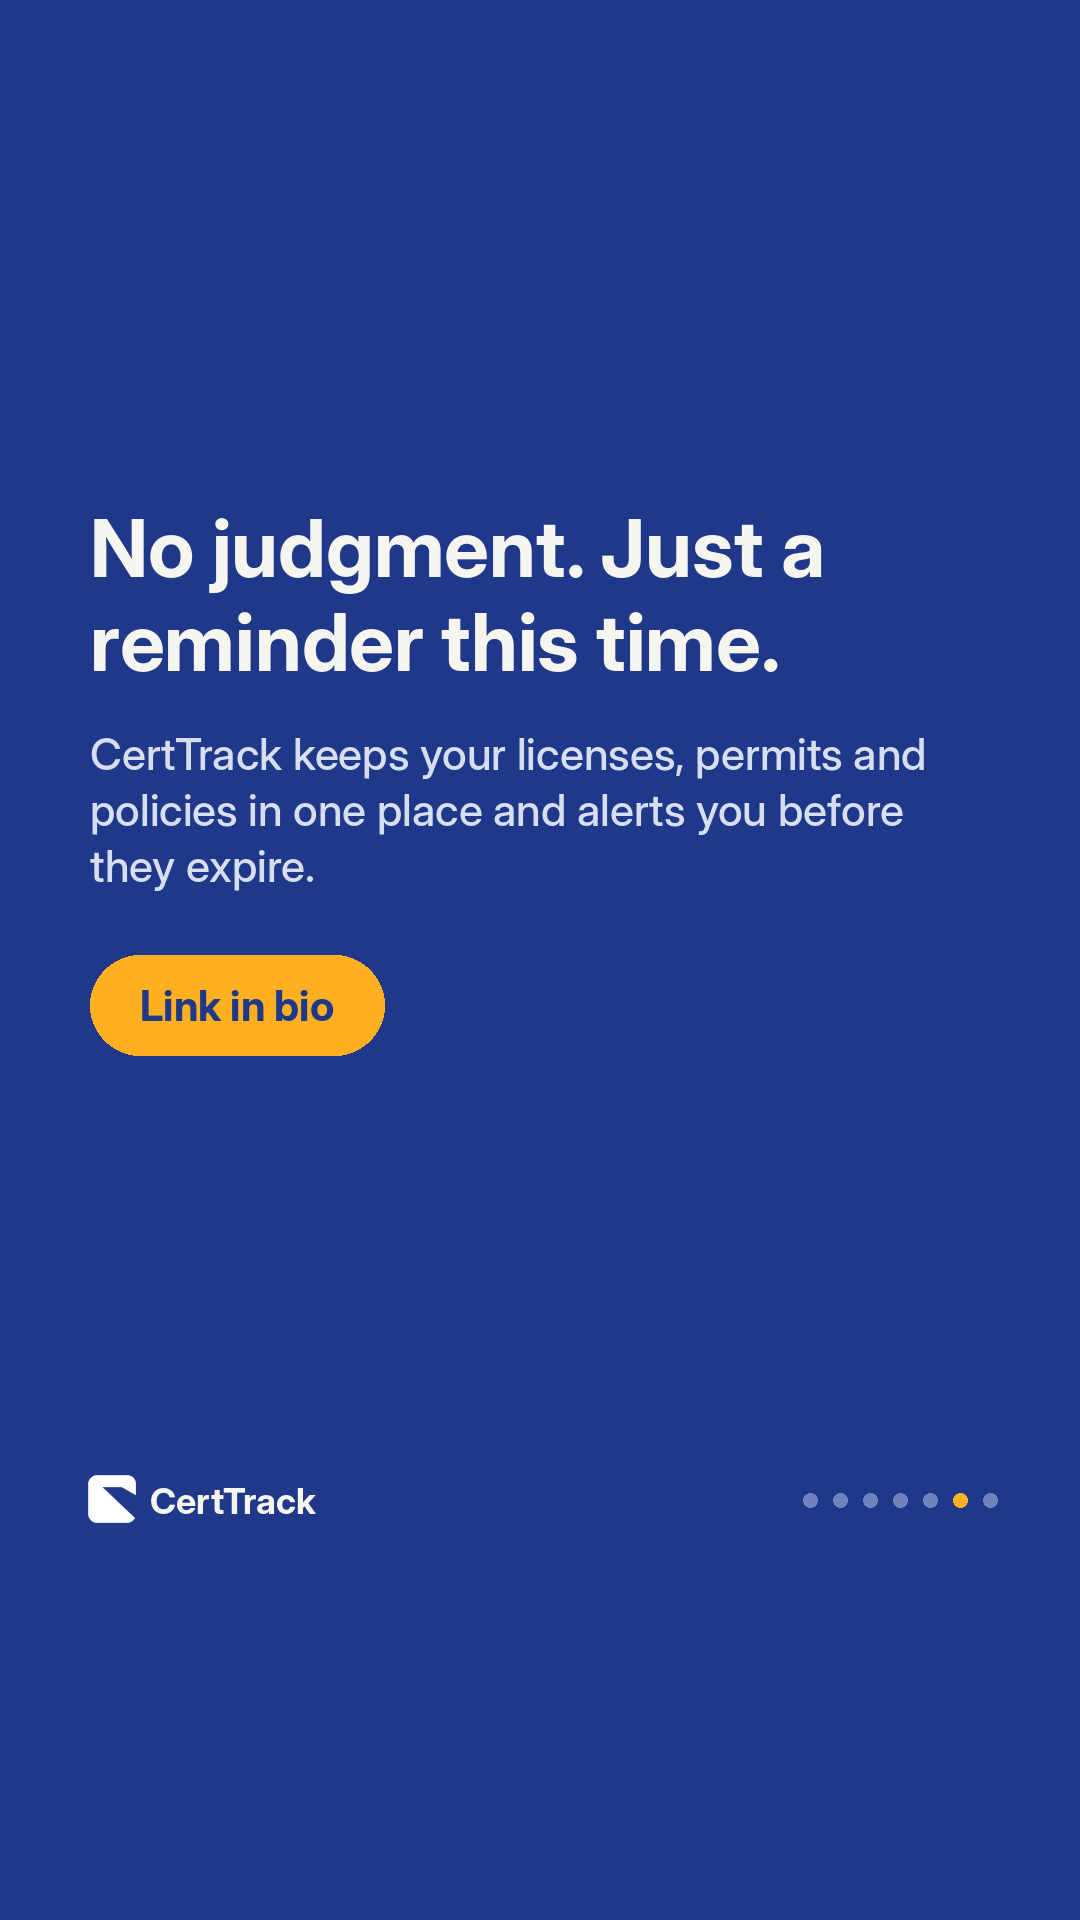 No judgment. Just a
reminder this time.
CertTrack keeps your licenses, permits and
policies in one place and alerts you before
they expire.
Link in bio
CertTrack